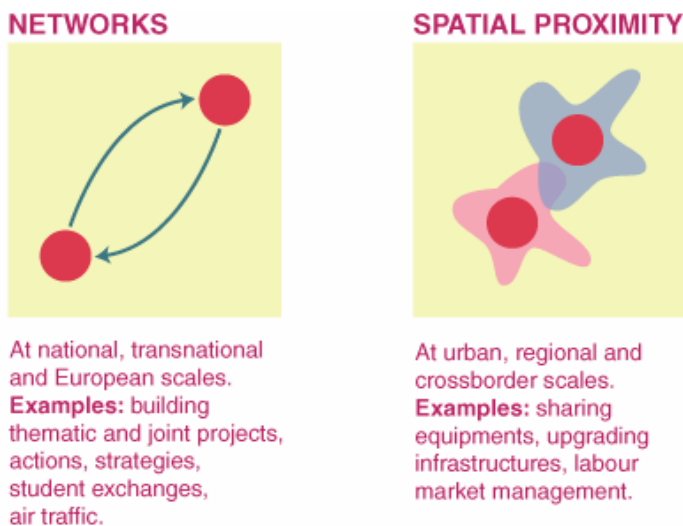 NETWORKS
At national, transnational
and European scales.
Examples: building
thematic and joint projects,
actions, strategies,
student exchanges,
air traffic.
SPATIAL PROXIMITY
At urban, regional and
crossborder scales.
Examples: sharing
equipments, upgrading
infrastructures, labour
market management.